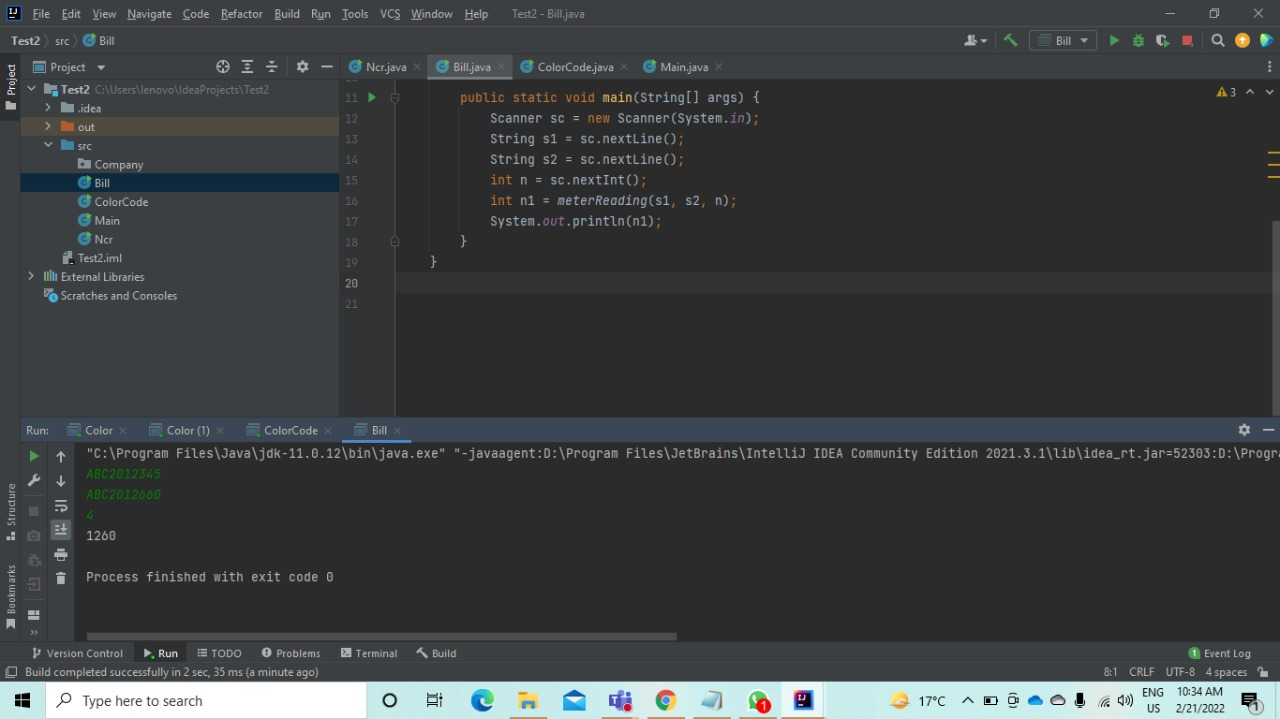 File Edit View Navigate Code Refactor Build Run Tools VCS Window Help Test2 - Bill.java
Test2 src Bill
Bill
Project
Ncr.java Bill.java ColorCode.java Main.java
Project
Test2 C:\Users\lenovo\IdeaProjects\Test2
.idea
out
src
Company
Bill
ColorCode
Main
Ncr
Test2.iml
External Libraries
Scratches and Consoles
3
11 public static void main(String[] args) {
12 Scanner sc = new Scanner(System.in);
13 String s1 = sc.nextLine();
14 String s2 = sc.nextLine();
15 int n = sc.nextInt();
16 int n1 = meterReading(s1, s2, n);
17 System.out.println(n1);
18 }
19 }
20
21
Run: Color Color (1) ColorCode Bill
"C:\Program Files\Java\jdk-11.0.12\bin\java.exe" "-javaagent:D:\Program Files\JetBrains\IntelliJ IDEA Community Edition 2021.3.1\lib\idea_rt.jar=52303:D:\Progra
ABC2012345
ABC2012660
4
1260
Process finished with exit code 0
Structure
Bookmarks
Version Control Run TODO Problems Terminal Build
1 Event Log
Build completed successfully in 2 sec, 35 ms (a minute ago)
8:1 CRLF UTF-8 4 spaces
Type here to search
1
17°C
ENG
US
10:34 AM
2/21/2022
1